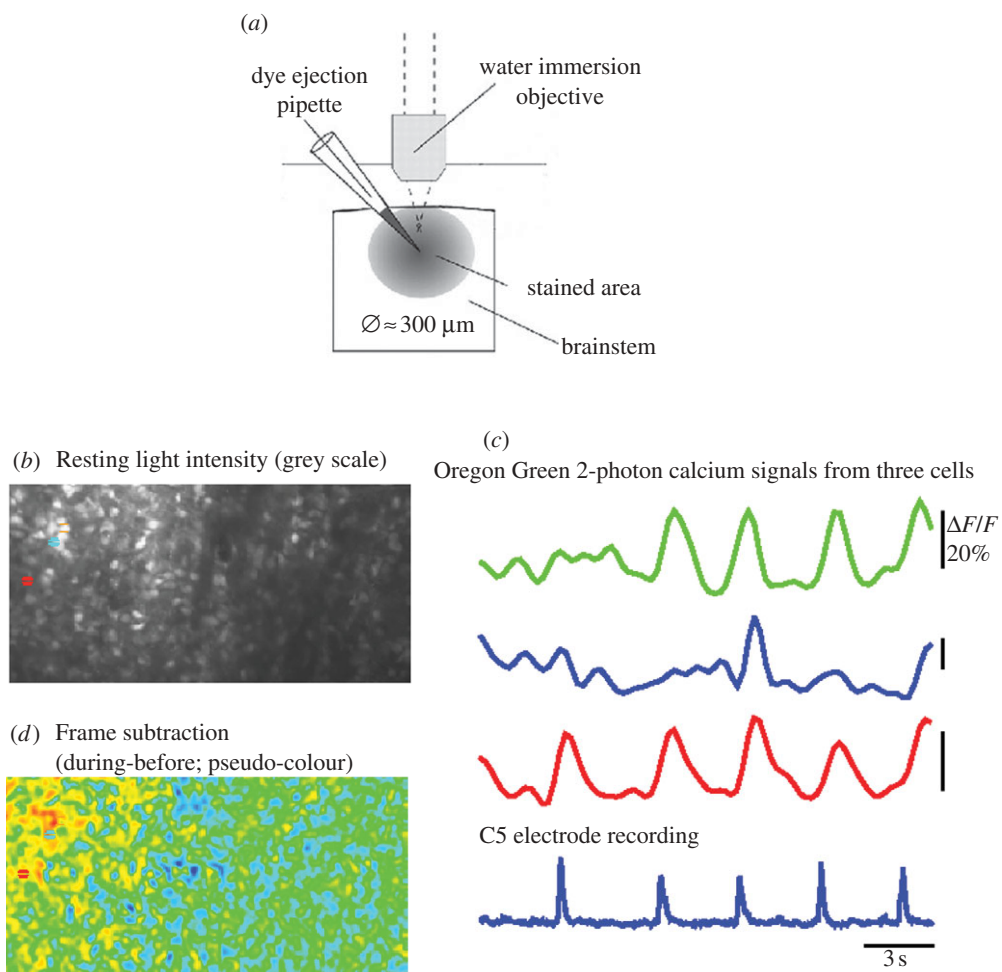 (a)
dye ejection
pipette
water immersion
objective
stained area
∅ ≈ 300 μm
brainstem
(b) Resting light intensity (grey scale)
(c)
Oregon Green 2-photon calcium signals from three cells
ΔF/F
20%
(d) Frame subtraction
(during-before; pseudo-colour)
C5 electrode recording
3 s